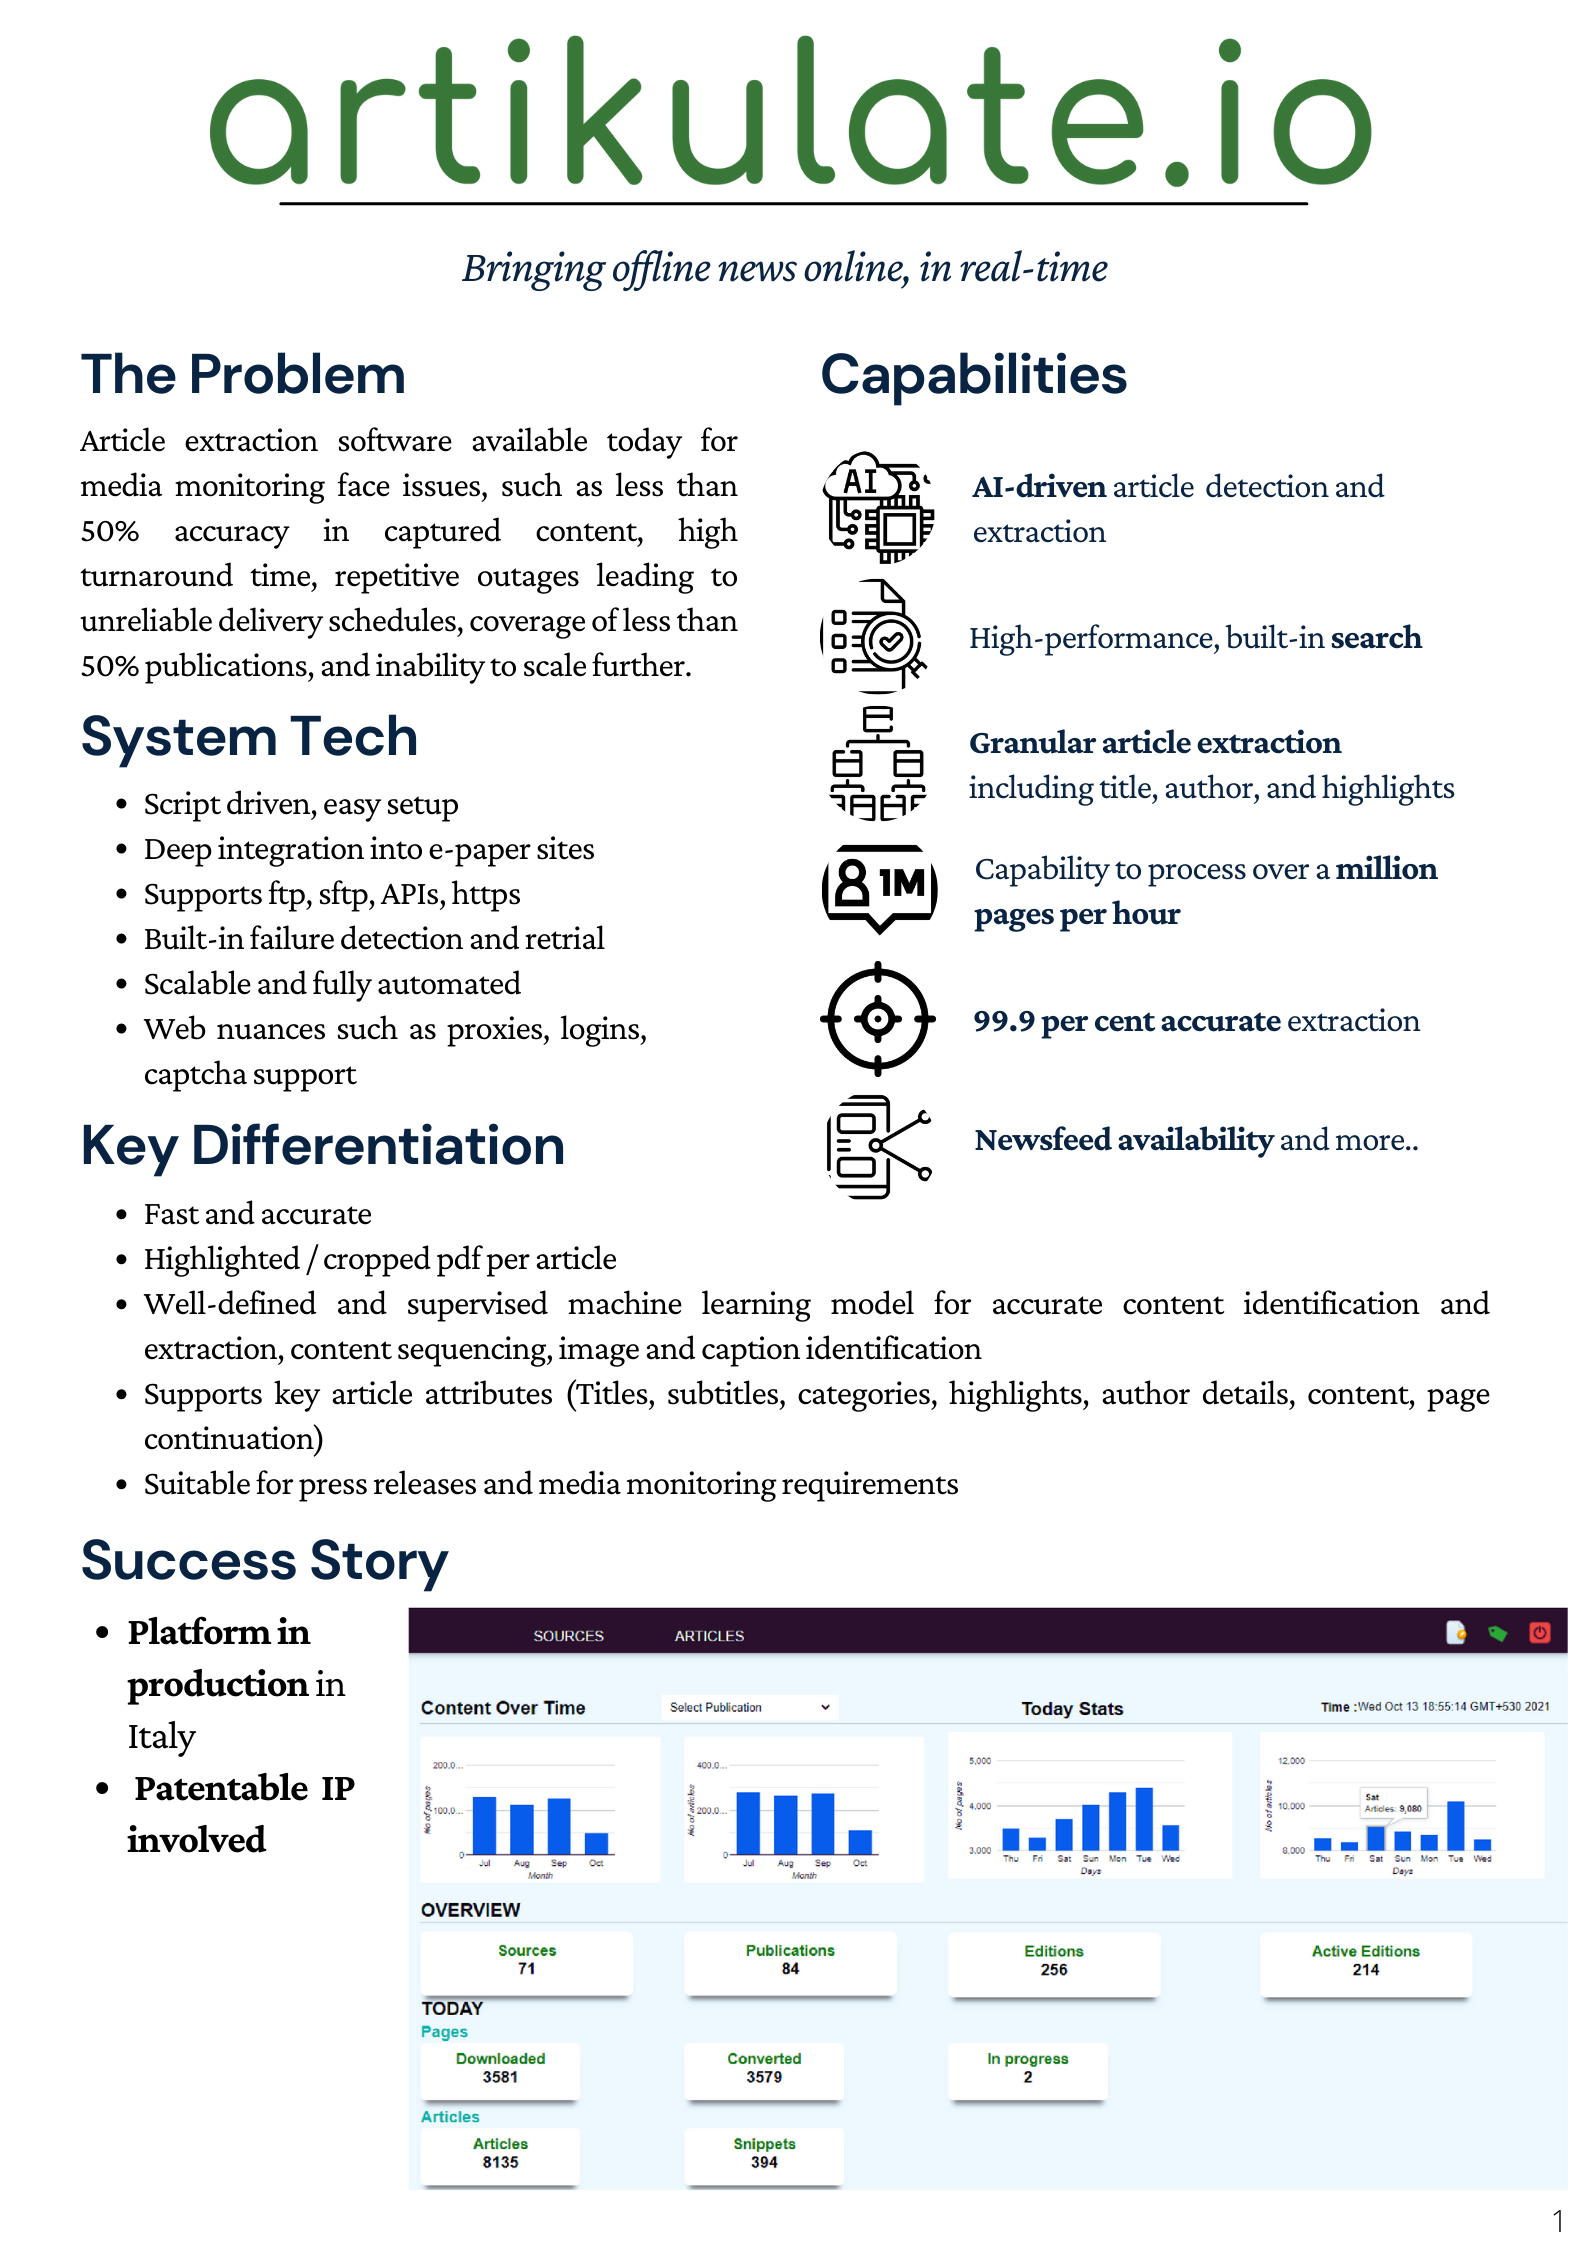 artikulate.io
Bringing offline news online, in real-time
The Problem
Article extraction software available today for
media monitoring face issues, such as less than
50% accuracy in captured content, high
turnaround time, repetitive outages leading to
unreliable delivery schedules, coverage of less than
50% publications, and inability to scale further.
System Tech
• Script driven, easy setup
• Deep integration into e-paper sites
• Supports ftp, sftp, APIs, https
• Built-in failure detection and retrial
• Scalable and fully automated
• Web nuances such as proxies, logins,
captcha support
Capabilities
AI
AI-driven article detection and
extraction
High-performance, built-in search
Granular article extraction
including title, author, and highlights
1M
Capability to process over a million
pages per hour
99.9 per cent accurate extraction
Newsfeed availability and more..
Key Differentiation
• Fast and accurate
• Highlighted / cropped pdf per article
• Well-defined and supervised machine learning model for accurate content identification and
extraction, content sequencing, image and caption identification
• Supports key article attributes (Titles, subtitles, categories, highlights, author details, content, page
continuation)
• Suitable for press releases and media monitoring requirements
Success Story
• Platform in
production in
Italy
• Patentable IP
involved
SOURCES ARTICLES
Content Over Time Select Publication Today Stats Time :Wed Oct 13 18:55:14 GMT+530 2021
No of pages
200,0...
100,0...
0
Jul Aug Sep Oct
Month
No of articles
400,0...
200,0...
0
Jul Aug Sep Oct
Month
No of pages
5,000
4,000
3,000
Thu Fri Sat Sun Mon Tue Wed
Days
No of articles
12,000
10,000
8,000
Sat
Articles: 9,080
Thu Fri Sat Sun Mon Tue Wed
Days
OVERVIEW
Sources Publications Editions Active Editions
71 84 256 214
TODAY
Pages
Downloaded Converted In progress
3581 3579 2
Articles
Articles Snippets
8135 394
1